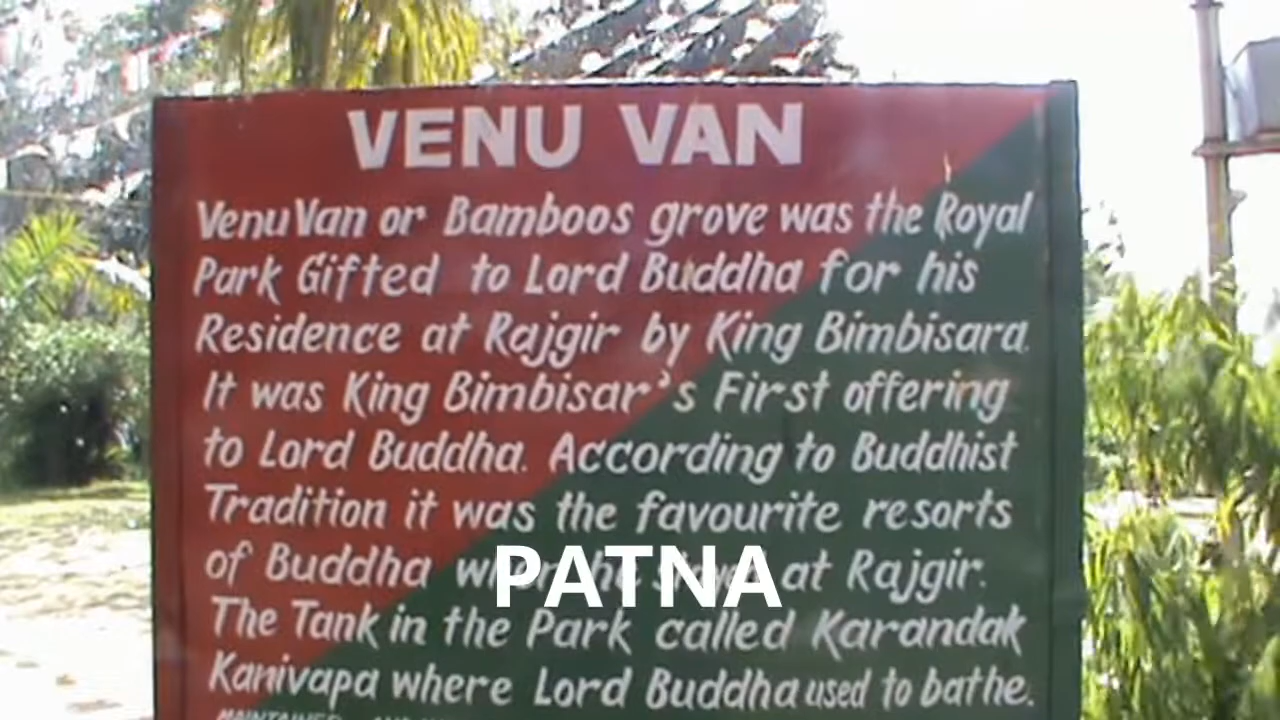 VENU VAN
Venu Van or Bamboos grove was the Royal
Park Gifted to Lord Buddha for his
Residence at Rajgir by King Bimbisara.
It was King Bimbisar's First offering
to Lord Buddha. According to Buddhist
Tradition it was the favourite resorts
of Buddha at Rajgir.
PATNA
The Tank in the Park called Karandak
Kanivapa where Lord Buddha used to bathe.